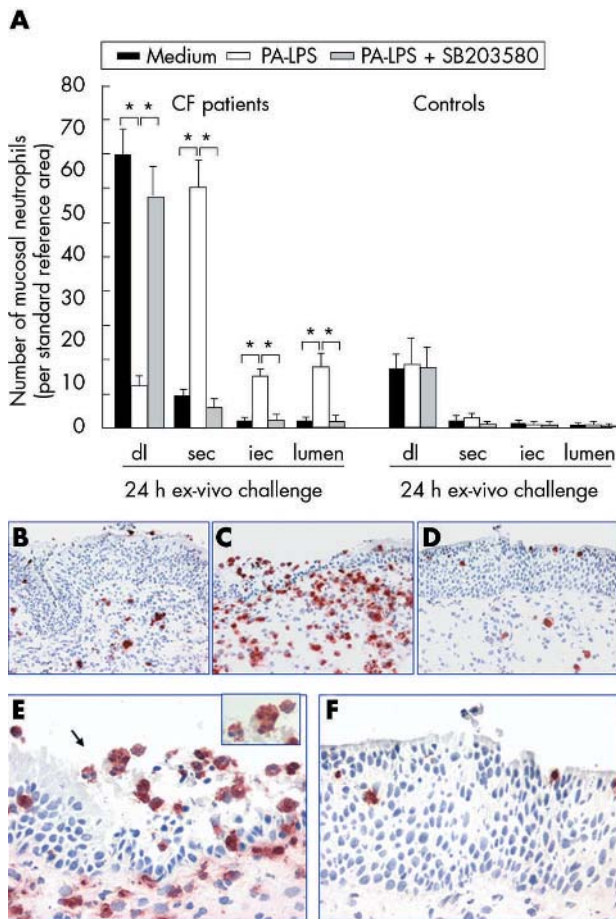 A
Medium PA-LPS PA-LPS + SB203580
CF patients Controls
Number of mucosal neutrophils
(per standard reference area)
80
70
60
50
40
30
20
10
0
* * * * * * * *
dl sec iec lumen dl sec iec lumen
24 h ex-vivo challenge 24 h ex-vivo challenge
B C D
E F